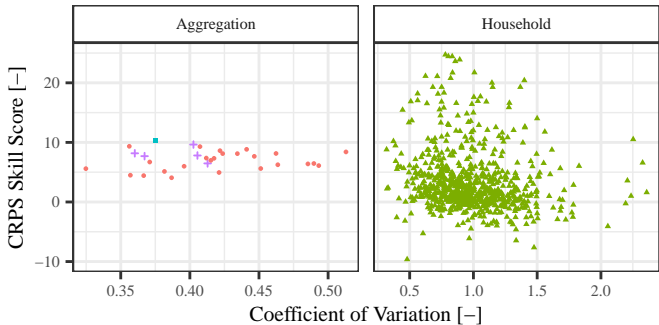 Aggregation Household
CRPS Skill Score [−]
20
10
0
−10
0.35 0.40 0.45 0.50 0.5 1.0 1.5 2.0
Coefficient of Variation [−]